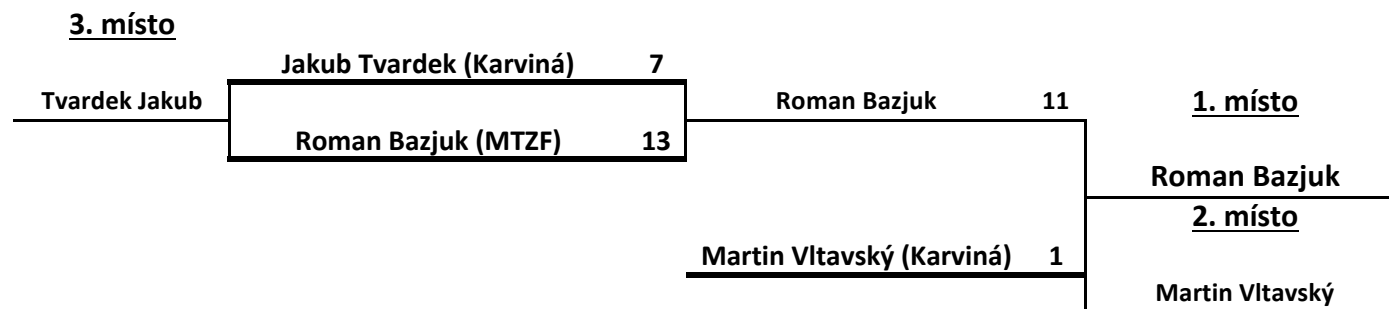 3. místo
Jakub Tvardek (Karviná) 7
Tvardek Jakub
Roman Bazjuk 11
1. místo
Roman Bazjuk (MTZF) 13
Roman Bazjuk
2. místo
Martin Vltavský (Karviná) 1
Martin Vltavský